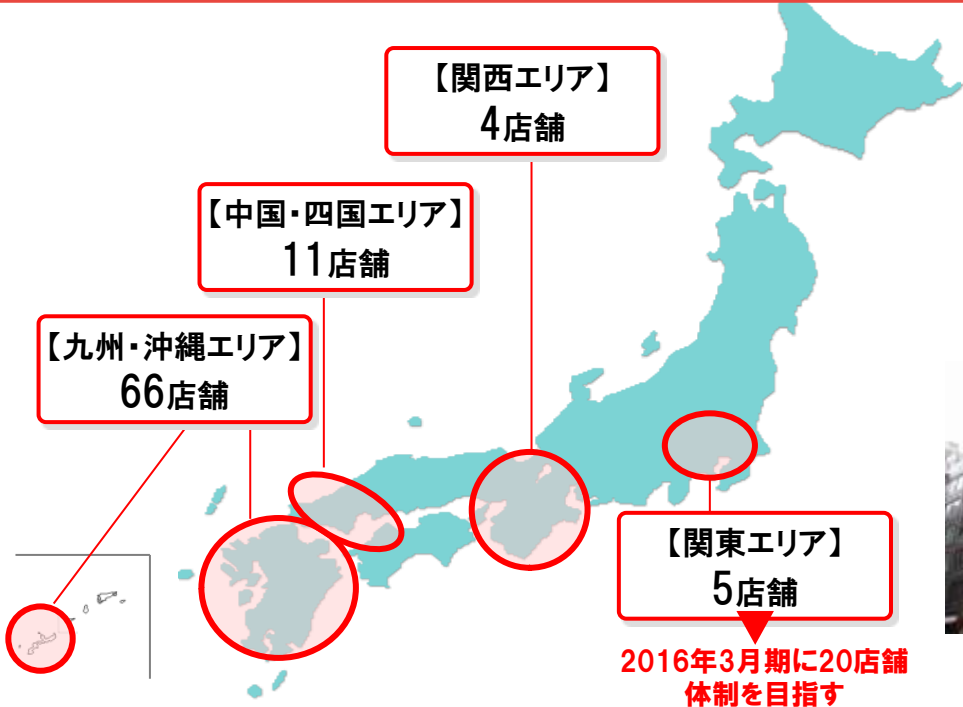 【関西エリア】
4店舗
【中国・四国エリア】
11店舗
【九州・沖縄エリア】
66店舗
【関東エリア】
5店舗
2016年3月期に20店舗
体制を目指す